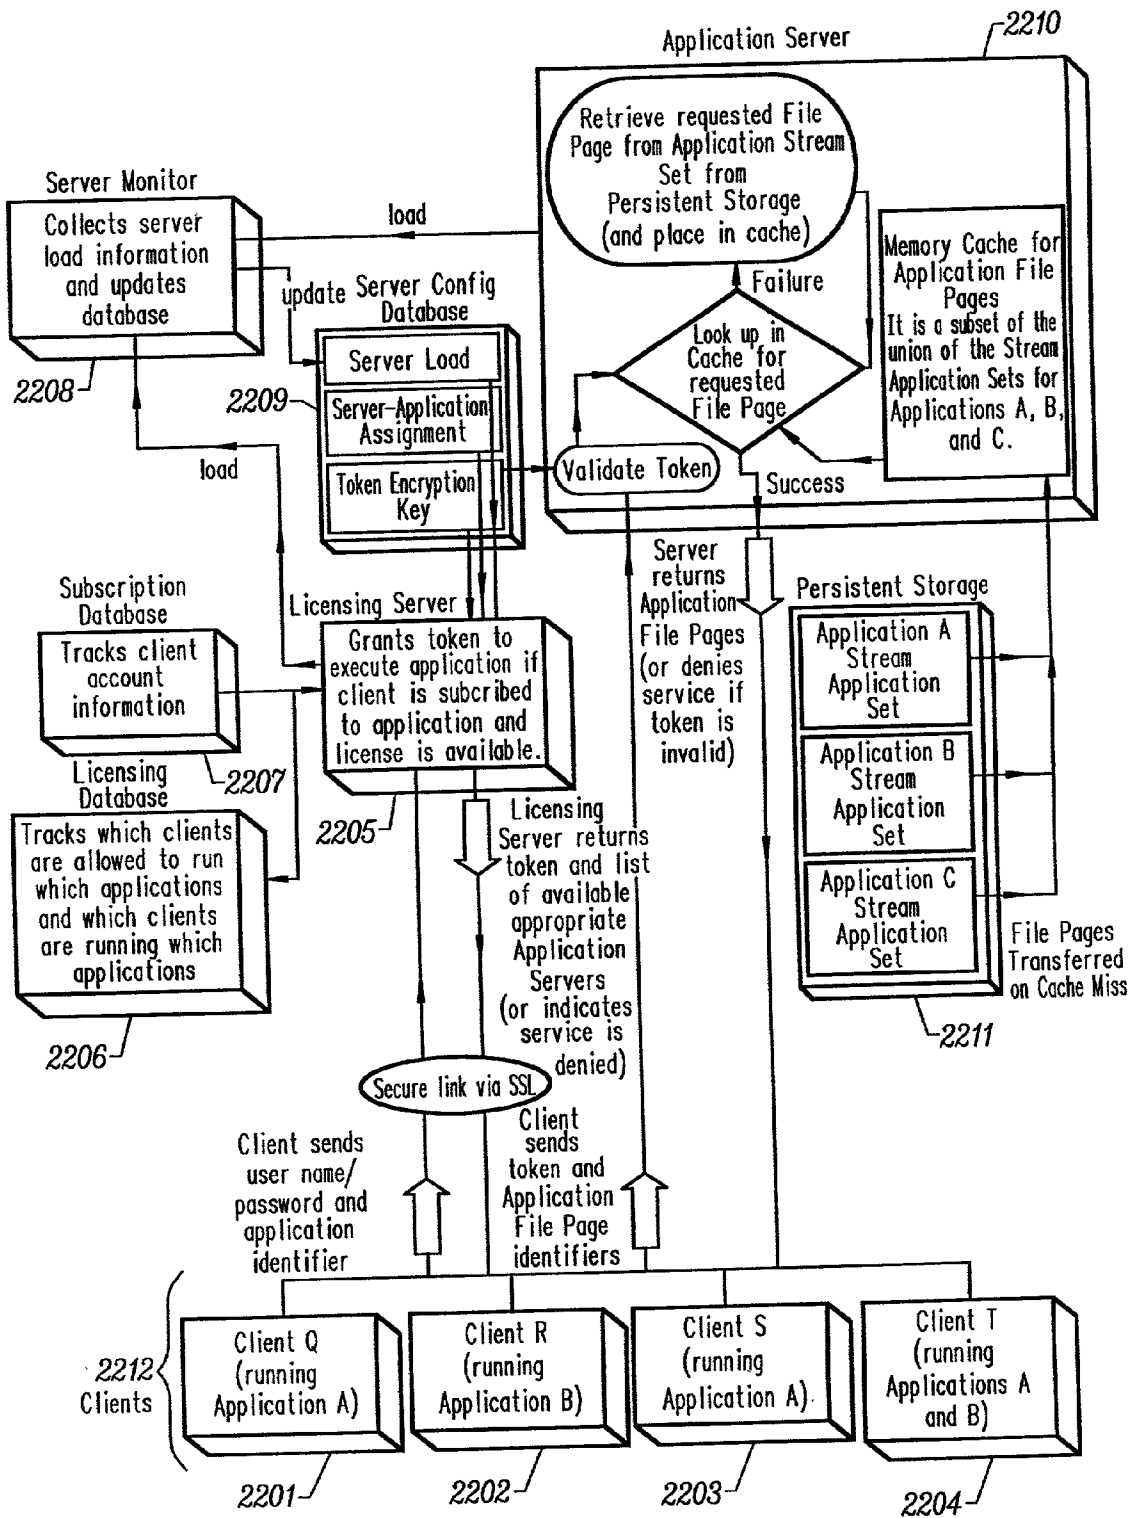 2210
Application Server
Retrieve requested File
Page from Application Stream
Set from
Persistent Storage
(and place in cache)
Server Monitor
Collects server
load information
and updates
database
2208
load
update
load
Server Config
Database
Server Load
2209
Server-Application
Assignment
Token Encryption
Key
Failure
Look up in
Cache for
requested
File Page
Validate Token
Success
Memory Cache for
Application File
Pages
It is a subset of the
union of the Stream
Application Sets for
Applications A, B,
and C.
Subscription
Database
Tracks client
account
information
2207
Licensing Server
Grants token to
execute application if
client is subcribed
to application and
license is available.
2205
Server
returns
Application
File Pages
(or denies
service if
token is
invalid)
Persistent Storage
Application A
Stream
Application
Set
Application B
Stream
Application
Set
Application C
Stream
Application
Set
2211
File Pages
Transferred
on Cache Miss
Licensing
Database
Tracks which clients
are allowed to run
which applications
and which clients
are running which
applications
2206
Licensing
Server returns
token and list
of available
appropriate
Application
Servers
(or indicates
service is
denied)
Secure link via SSL
Client sends
user name/
password and
application
identifier
Client
sends
token and
Application
File Page
identifiers
2212
Clients
Client Q
(running
Application A)
2201
Client R
(running
Application B)
2202
Client S
(running
Application A).
2203
Client T
(running
Applications A
and B)
2204